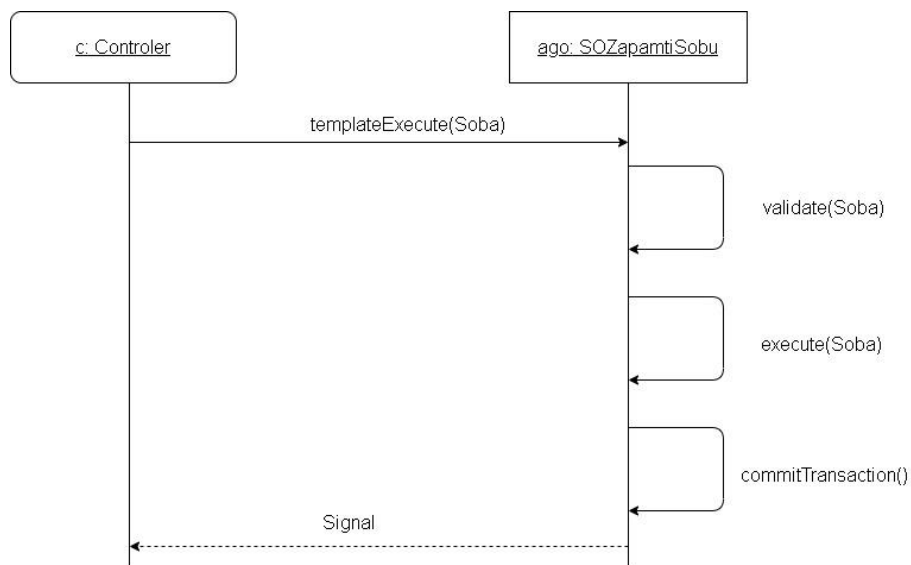 c: Controler
ago: SOZapamtiSobu
templateExecute(Soba)
validate(Soba)
execute(Soba)
commitTransaction()
Signal